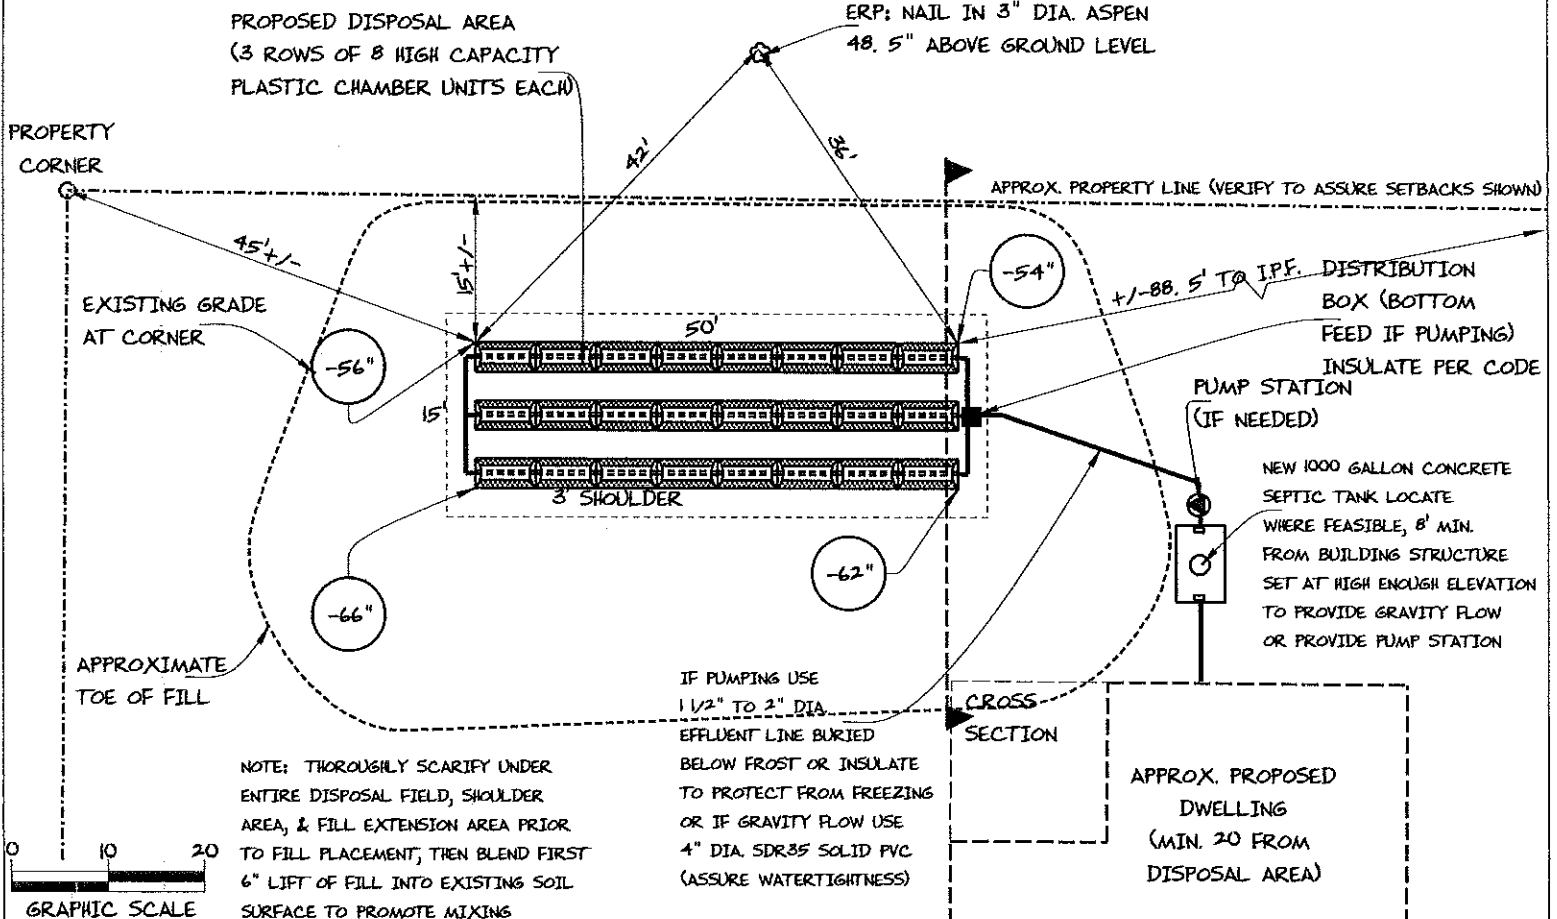 PROPOSED DISPOSAL AREA
(3 ROWS OF 8 HIGH CAPACITY
PLASTIC CHAMBER UNITS EACH)
ERP: NAIL IN 3" DIA. ASPEN
48. 5" ABOVE GROUND LEVEL
PROPERTY
CORNER
42'
36'
APPROX. PROPERTY LINE (VERIFY TO ASSURE SETBACKS SHOWN)
45'+/-
15'+/-
-54"
+/-88. 5' TO I.P.F.
DISTRIBUTION
BOX (BOTTOM
FEED IF PUMPING)
INSULATE PER CODE
EXISTING GRADE
AT CORNER
-56"
50'
15'
3' SHOULDER
PUMP STATION
(IF NEEDED)
NEW 1000 GALLON CONCRETE
SEPTIC TANK LOCATE
WHERE FEASIBLE, 8' MIN.
FROM BUILDING STRUCTURE
SET AT HIGH ENOUGH ELEVATION
TO PROVIDE GRAVITY FLOW
OR PROVIDE PUMP STATION
-62"
-66"
APPROXIMATE
TOE OF FILL
IF PUMPING USE
1 1/2" TO 2" DIA.
EFFLUENT LINE BURIED
BELOW FROST OR INSULATE
TO PROTECT FROM FREEZING
OR IF GRAVITY FLOW USE
4" DIA. SDR35 SOLID PVC
(ASSURE WATERTIGHTNESS)
CROSS
SECTION
APPROX. PROPOSED
DWELLING
(MIN. 20 FROM
DISPOSAL AREA)
NOTE: THOROUGHLY SCARIFY UNDER
ENTIRE DISPOSAL FIELD, SHOULDER
AREA, & FILL EXTENSION AREA PRIOR
TO FILL PLACEMENT, THEN BLEND FIRST
6" LIFT OF FILL INTO EXISTING SOIL
SURFACE TO PROMOTE MIXING
0 10 20
GRAPHIC SCALE